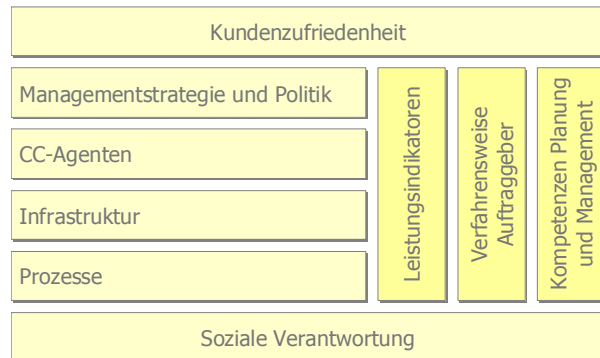 Kundenzufriedenheit
Managementstrategie und Politik
CC-Agenten
Infrastruktur
Prozesse
Leistungsindikatoren
Verfahrensweise
Auftraggeber
Kompetenzen Planung
und Management
Soziale Verantwortung